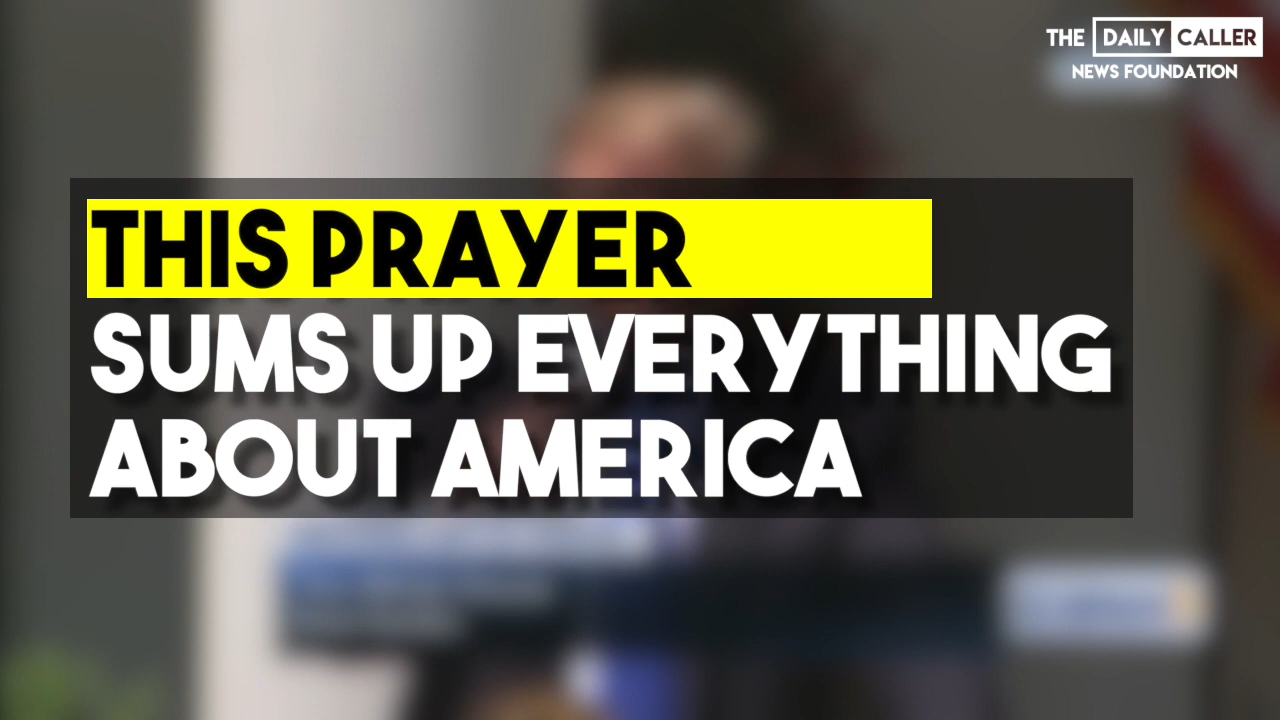 THE DAILY CALLER
NEWS FOUNDATION
THIS PRAYER
SUMS UP EVERYTHING
ABOUT AMERICA